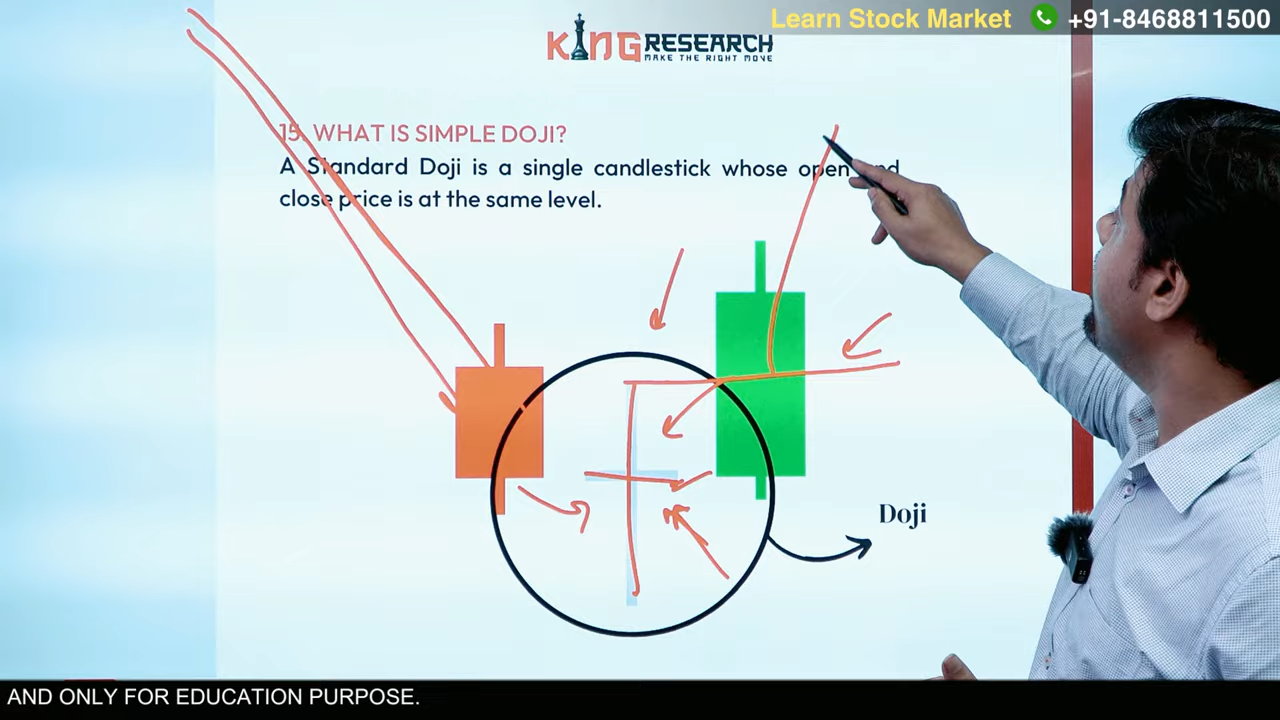 Learn Stock Market +91-8468811500
KING RESEARCH
MAKE THE RIGHT MOVE
15. WHAT IS SIMPLE DOJI?
A Standard Doji is a single candlestick whose open and
close price is at the same level.
Doji
AND ONLY FOR EDUCATION PURPOSE.